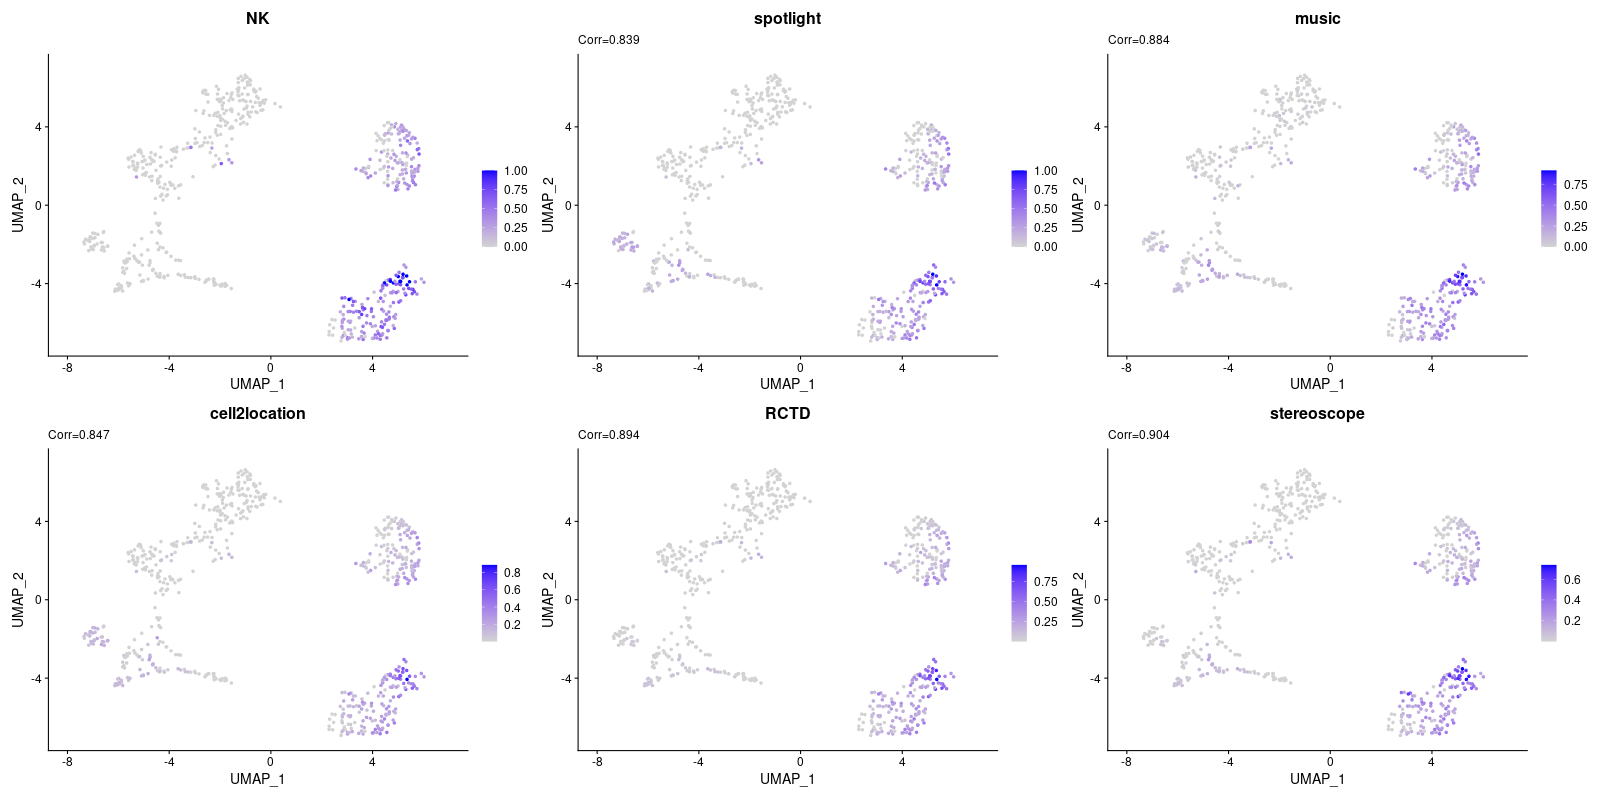 NK
UMAP_2
4
0
-4
-8
-4
0
4
UMAP_1
1.00
0.75
0.50
0.25
0.00
spotlight
Corr=0.839
UMAP_2
4
0
-4
-8
-4
0
4
UMAP_1
1.00
0.75
0.50
0.25
0.00
music
Corr=0.884
UMAP_2
4
0
-4
-8
-4
0
4
UMAP_1
0.75
0.50
0.25
0.00
cell2location
Corr=0.847
UMAP_2
4
0
-4
-8
-4
0
4
UMAP_1
0.8
0.6
0.4
0.2
RCTD
Corr=0.894
UMAP_2
4
0
-4
-8
-4
0
4
UMAP_1
0.75
0.50
0.25
stereoscope
Corr=0.904
UMAP_2
4
0
-4
-8
-4
0
4
UMAP_1
0.6
0.4
0.2